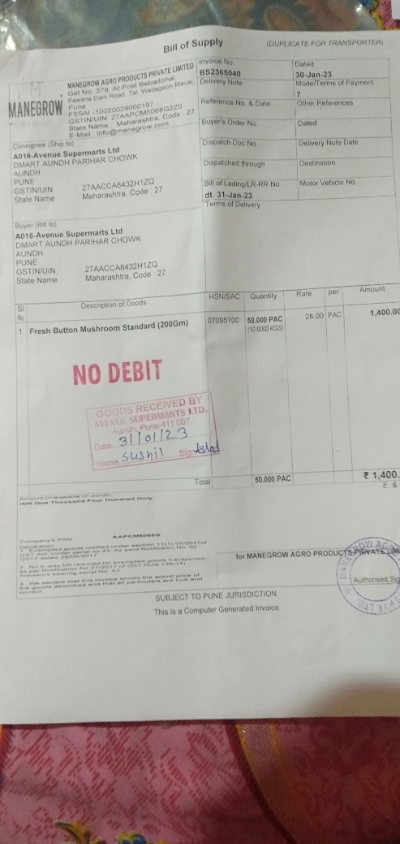 Bill of Supply
(DUPLICATE FOR TRANSPORTER)
MANEGROW
MANEGROW AGRO PRODUCTS PRIVATE LIMITED
Gat No. 379, At Post Bebadohal,
Pawana Dam Road, Tal. Wadagaon Maval,
Pune
GSTIN/UIN: 27AAPCM5068G2Z0
State Name : Maharashtra, Code : 27
E-Mail : info@manegrow.com
Invoice No.
BS2365040
Dated
30-Jan-23
Delivery Note
Mode/Terms of Payment
7
Reference No. & Date.
Other References
Buyer's Order No.
Dated
Dispatch Doc No.
Delivery Note Date
Dispatched through
Destination
Bill of Lading/LR-RR No.
dt. 31-Jan-23
Motor Vehicle No.
Terms of Delivery
Consignee (Ship to)
A016-Avenue Supermarts Ltd
DMART AUNDH PARIHAR CHOWK
AUNDH
PUNE
GSTIN/UIN : 27AACCA8432H1ZQ
State Name : Maharashtra, Code : 27
Buyer (Bill to)
A016-Avenue Supermarts Ltd
DMART AUNDH PARIHAR CHOWK
AUNDH
PUNE
GSTIN/UIN : 27AACCA8432H1ZQ
State Name : Maharashtra, Code : 27
Sl No
Description of Goods
HSN/SAC
Quantity
Rate
per
Amount
1 Fresh Button Mushroom Standard (200Gm)
07095100
50.000 PAC
28.00 PAC
1,400.00
(10.0000 KGS)
NO DEBIT
GOODS RECEIVED BY
AVENUE SUPERMARTS LTD.
Aundh, Pune-411 007.
Date 31/01/23
Name Sushil Sign
Total
50.000 PAC
₹ 1,400.
Amount Chargeable (in words)
E. &
INR One Thousand Four Hundred Only
Company's PAN : AAPCM5068G
Declaration
for MANEGROW AGRO PRODUCTS PRIVATE LIM
Authorised Sig
SUBJECT TO PUNE JURISDICTION
This is a Computer Generated Invoice